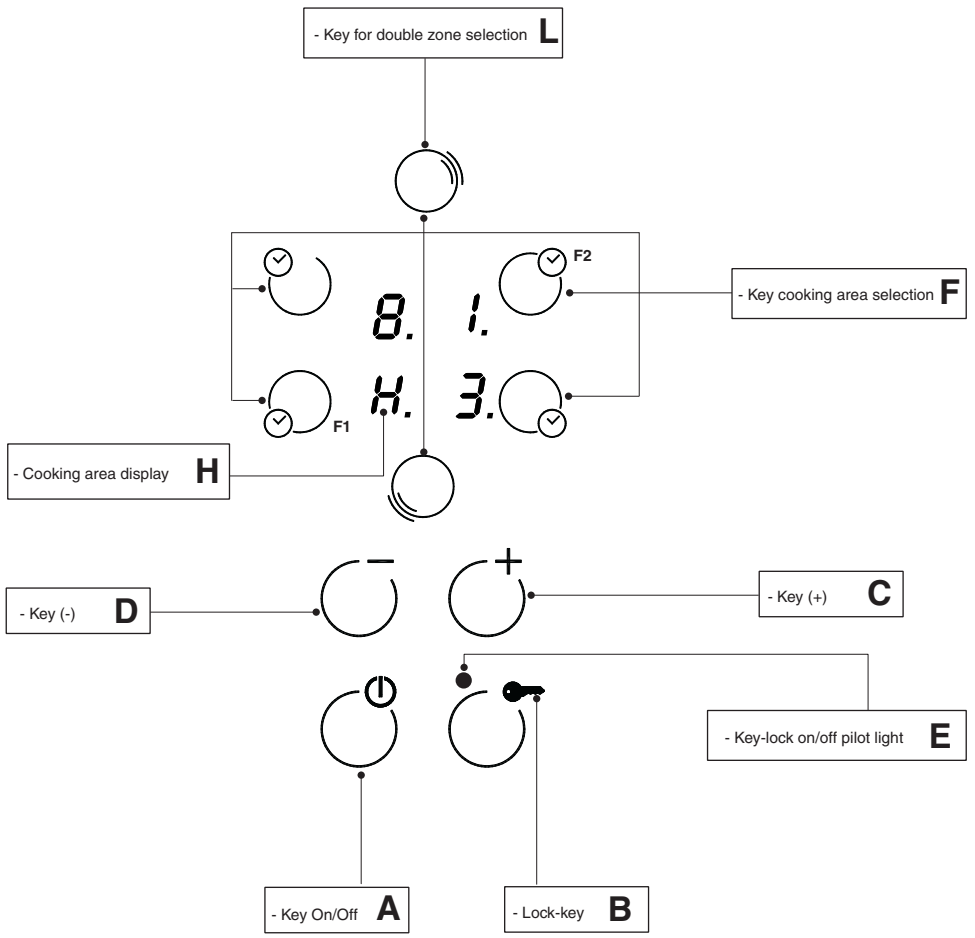 - Key for double zone selection L
F2
- Key cooking area selection F
8. 1.
H. 3.
F1
- Cooking area display H
- Key (-) D
- Key (+) C
- Key-lock on/off pilot light E
- Key On/Off A
- Lock-key B